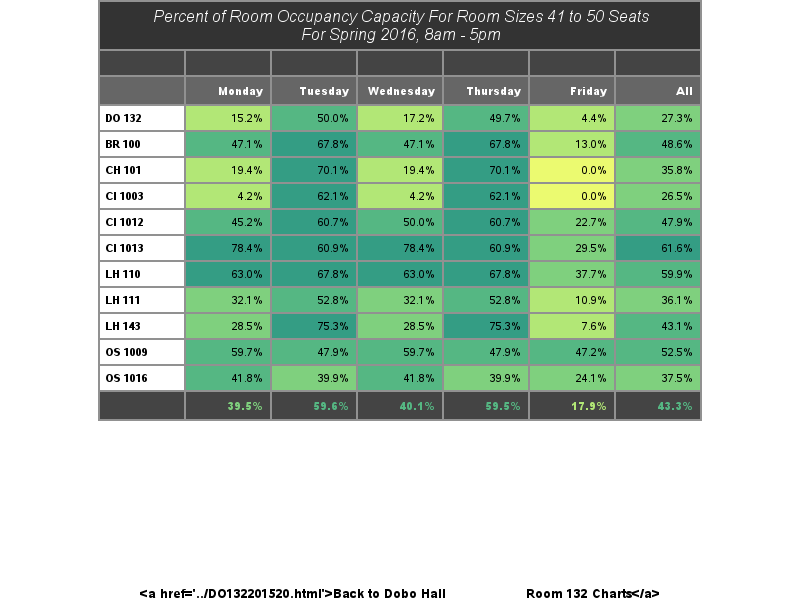 Percent of Room Occupancy Capacity For Room Sizes 41 to 50 Seats
For Spring 2016, 8am - 5pm
Monday Tuesday Wednesday Thursday Friday All
DO 132 15.2% 50.0% 17.2% 49.7% 4.4% 27.3%
BR 100 47.1% 67.8% 47.1% 67.8% 13.0% 48.6%
CH 101 19.4% 70.1% 19.4% 70.1% 0.0% 35.8%
CI 1003 4.2% 62.1% 4.2% 62.1% 0.0% 26.5%
CI 1012 45.2% 60.7% 50.0% 60.7% 22.7% 47.9%
CI 1013 78.4% 60.9% 78.4% 60.9% 29.5% 61.6%
LH 110 63.0% 67.8% 63.0% 67.8% 37.7% 59.9%
LH 111 32.1% 52.8% 32.1% 52.8% 10.9% 36.1%
LH 143 28.5% 75.3% 28.5% 75.3% 7.6% 43.1%
OS 1009 59.7% 47.9% 59.7% 47.9% 47.2% 52.5%
OS 1016 41.8% 39.9% 41.8% 39.9% 24.1% 37.5%
39.5% 59.6% 40.1% 59.5% 17.9% 43.3%
<a href='../DO132201520.html'>Back to Dobo Hall Room 132 Charts</a>